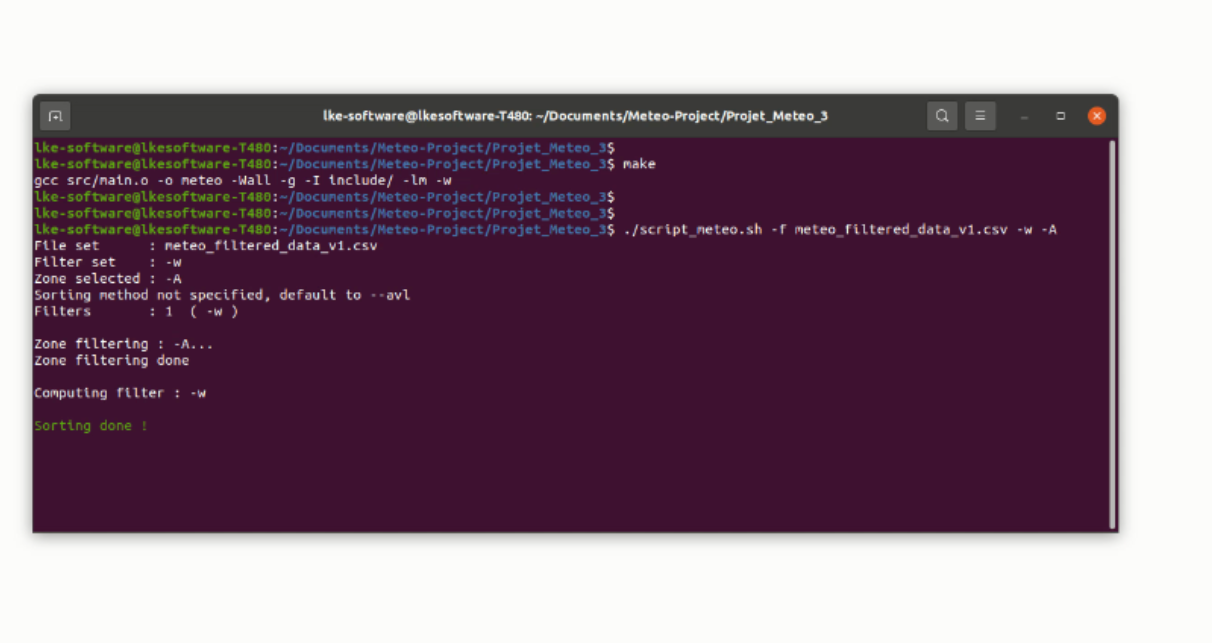 lke-software@lkesoftware-T480: ~/Documents/Meteo-Project/Projet_Meteo_3
lke-software@lkesoftware-T480:~/Documents/Meteo-Project/Projet_Meteo_3$
lke-software@lkesoftware-T480:~/Documents/Meteo-Project/Projet_Meteo_3$ make
gcc src/main.o -o meteo -Wall -g -I include/ -lm -w
lke-software@lkesoftware-T480:~/Documents/Meteo-Project/Projet_Meteo_3$
lke-software@lkesoftware-T480:~/Documents/Meteo-Project/Projet_Meteo_3$
lke-software@lkesoftware-T480:~/Documents/Meteo-Project/Projet_Meteo_3$ ./script_meteo.sh -f meteo_filtered_data_v1.csv -w -A
File set      : meteo_filtered_data_v1.csv
Filter set    : -w
Zone selected : -A
Sorting method not specified, default to --avl
Filters       : 1  ( -w )
Zone filtering : -A...
Zone filtering done
Computing filter : -w
Sorting done !